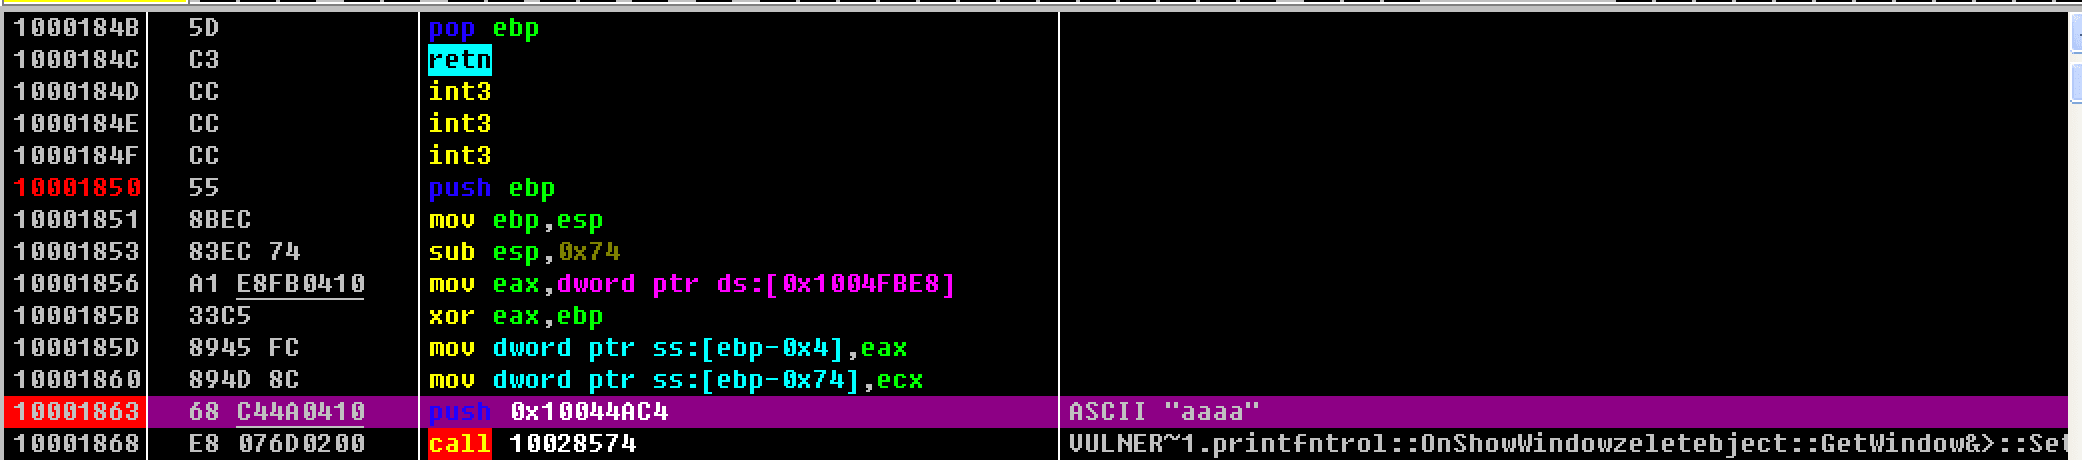 1000184B 5D pop ebp
1000184C C3 retn
1000184D CC int3
1000184E CC int3
1000184F CC int3
10001850 55 push ebp
10001851 8BEC mov ebp,esp
10001853 83EC 74 sub esp,0x74
10001856 A1 E8FB0410 mov eax,dword ptr ds:[0x1004FBE8]
1000185B 33C5 xor eax,ebp
1000185D 8945 FC mov dword ptr ss:[ebp-0x4],eax
10001860 894D 8C mov dword ptr ss:[ebp-0x74],ecx
10001863 68 C44A0410 push 0x10044AC4 ASCII "aaaa"
10001868 E8 076D0200 call 10028574 VULNER~1.printfntrol::OnShowWindowzeletebject::GetWindow&>::Set